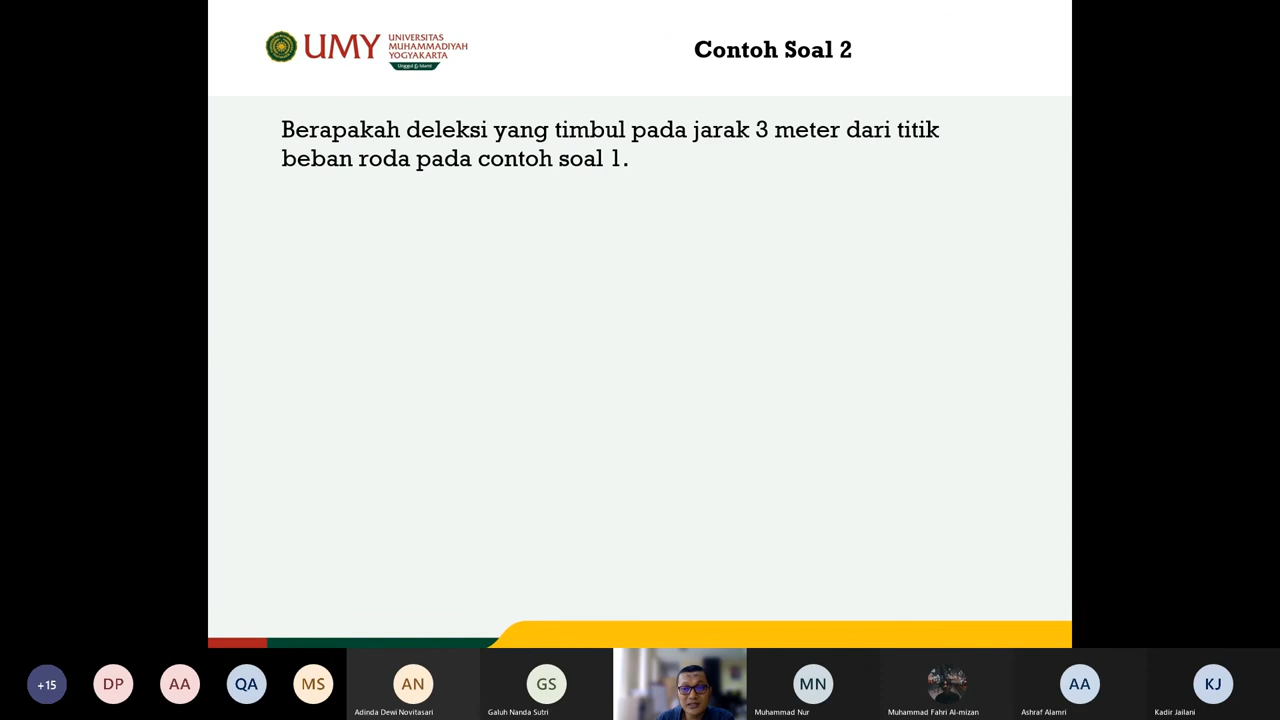 UMY
UNIVERSITAS
MUHAMMADIYAH
YOGYAKARTA
Unggul & Islami
Contoh Soal 2
Berapakah deleksi yang timbul pada jarak 3 meter dari titik
beban roda pada contoh soal 1.
+15
DP
AA
QA
MS
AN
Adinda Dewi Novitasari
GS
Galuh Nanda Sutri
MN
Muhammad Nur
Muhammad Fahri Al-mizan
AA
Ashraf Alamri
KJ
Kadir Jailani